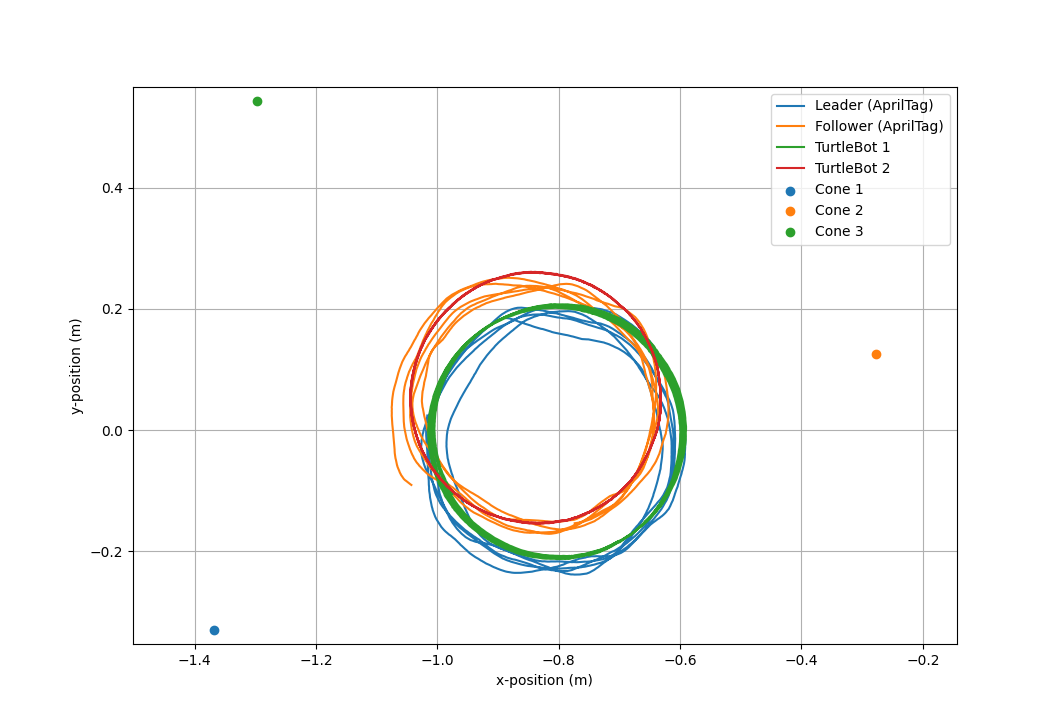 Leader (AprilTag)
Follower (AprilTag)
TurtleBot 1
TurtleBot 2
Cone 1
Cone 2
Cone 3
0.4
0.2
0.0
−0.2
y-position (m)
−1.4 −1.2 −1.0 −0.8 −0.6 −0.4 −0.2
x-position (m)